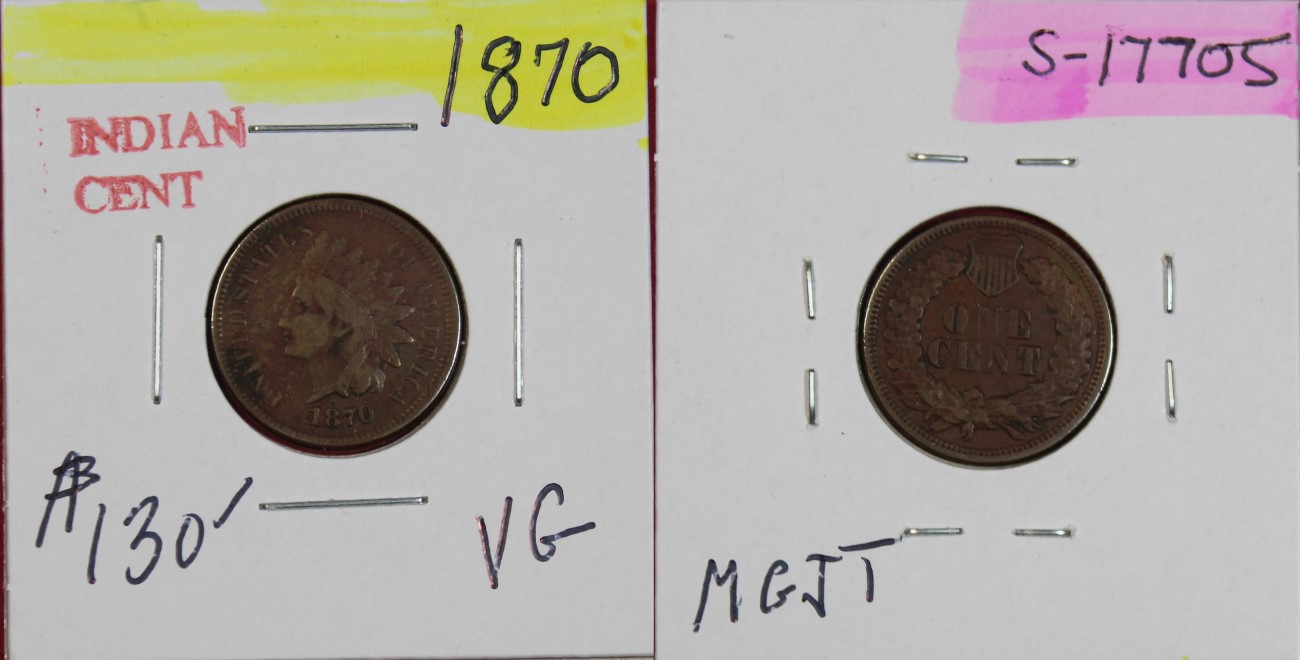 1870
INDIAN
CENT
UNITED STATES OF AMERICA
1870
130
VG
S-17705
ONE
CENT
MGJT